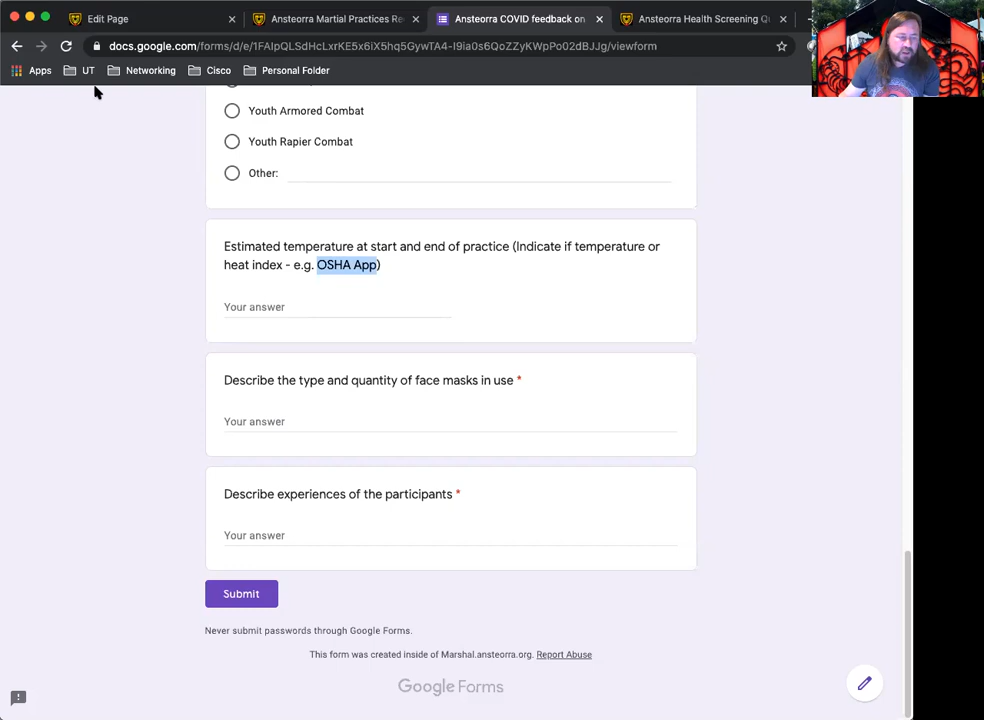 Edit Page
Ansteorra Martial Practices Re
Ansteorra COVID feedback on
Ansteorra Health Screening Q
docs.google.com/forms/d/e/1FAIpQLSdHcLxrKE5x6iX5hq5GywTA4-I9ia0s6QoZZyKWpPo02dBJJg/viewform
Apps UT Networking Cisco Personal Folder
Youth Armored Combat
Youth Rapier Combat
Other:
Estimated temperature at start and end of practice (Indicate if temperature or
heat index - e.g. OSHA App)
Your answer
Describe the type and quantity of face masks in use *
Your answer
Describe experiences of the participants *
Your answer
Submit
Never submit passwords through Google Forms.
This form was created inside of Marshal.ansteorra.org. Report Abuse
Google Forms